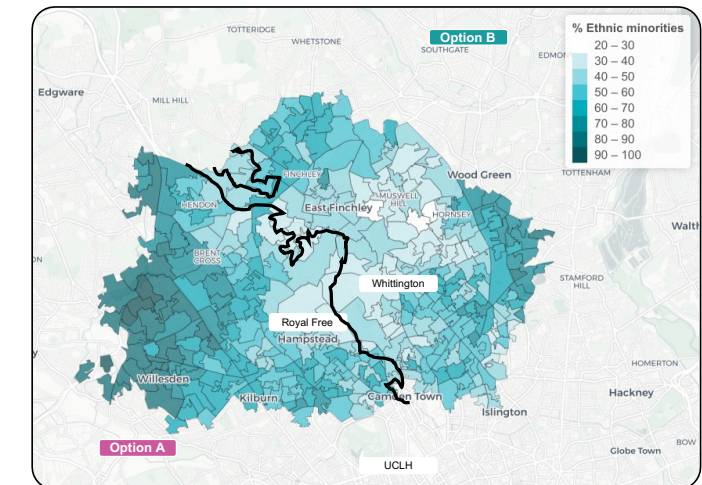 TOTTERIDGE
WHETSTONE
Option B
SOUTHGATE
EDMON
% Ethnic minorities
20 – 30
30 – 40
40 – 50
50 – 60
60 – 70
70 – 80
80 – 90
90 – 100
Edgware
MILL HILL
TOTTENHAM
FINCHLEY
Wood Green
HENDON
East Finchley
MUSWELL
HILL
HORNSEY
Walth
ON
BRENT
CROSS
STAMFORD
HILL
Whittington
Royal Free
Hampstead
y
HOMERTON
Willesden
Kilburn
Camden Town
Hackney
Islington
Option A
BOW
Globe Town
UCLH